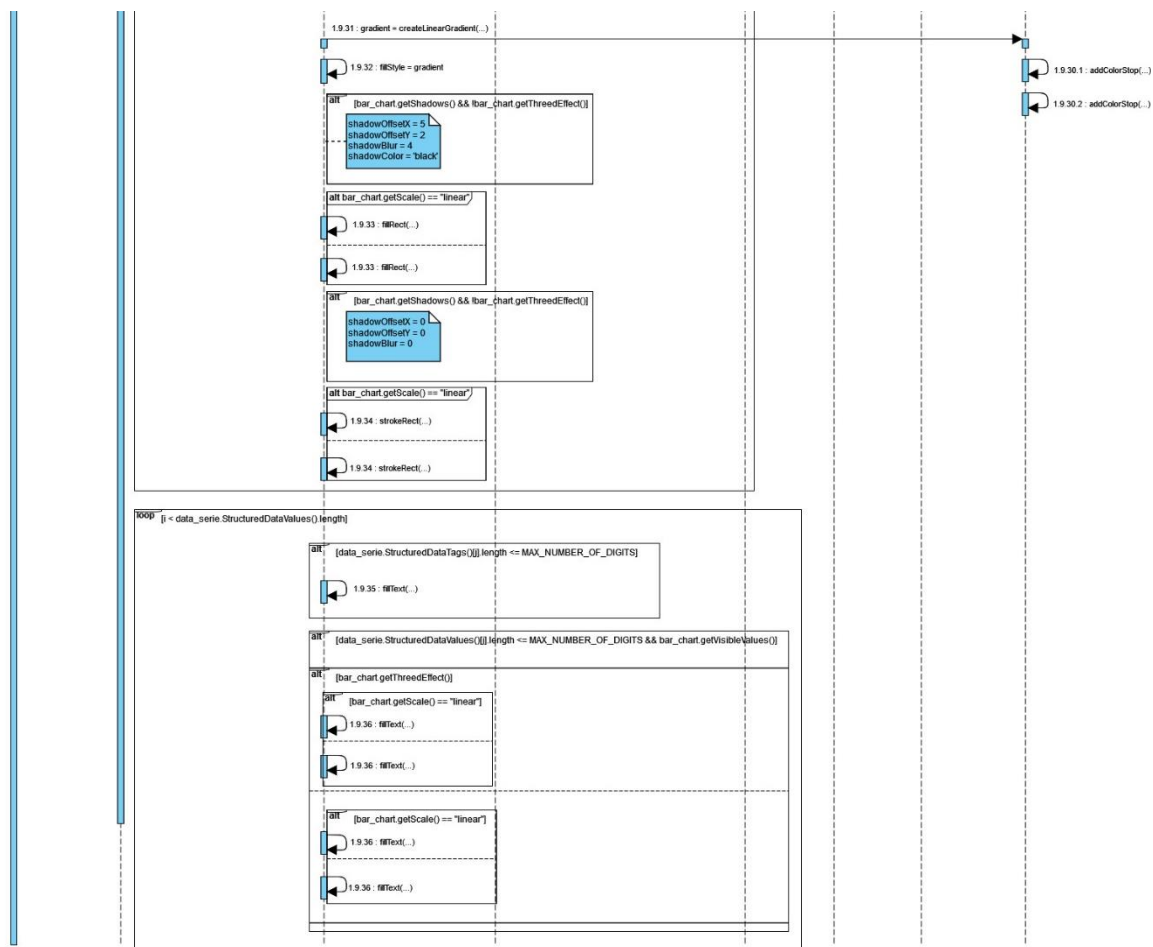 1.9.31 : gradient = createLinearGradient(...)
1.9.32 : fillStyle = gradient
1.9.30.1 : addColorStop(...)
1.9.30.2 : addColorStop(...)
alt [bar_chart.getShadows() && !bar_chart.getThreedEffect()]
shadowOffsetX = 5
shadowOffsetY = 2
shadowBlur = 4
shadowColor = 'black'
alt bar_chart.getScale() == "linear"
1.9.33 : fillRect(...)
1.9.33 : fillRect(...)
alt [bar_chart.getShadows() && !bar_chart.getThreedEffect()]
shadowOffsetX = 0
shadowOffsetY = 0
shadowBlur = 0
alt bar_chart.getScale() == "linear"
1.9.34 : strokeRect(...)
1.9.34 : strokeRect(...)
loop [i < data_serie.StructuredDataValues().length]
alt [data_serie.StructuredDataTags()[j].length <= MAX_NUMBER_OF_DIGITS]
1.9.35 : fillText(...)
alt [data_serie.StructuredDataValues()[j].length <= MAX_NUMBER_OF_DIGITS && bar_chart.getVisibleValues()]
alt [bar_chart.getThreedEffect()]
alt [bar_chart.getScale() == "linear"]
1.9.36 : fillText(...)
1.9.36 : fillText(...)
alt [bar_chart.getScale() == "linear"]
1.9.36 : fillText(...)
1.9.36 : fillText(...)